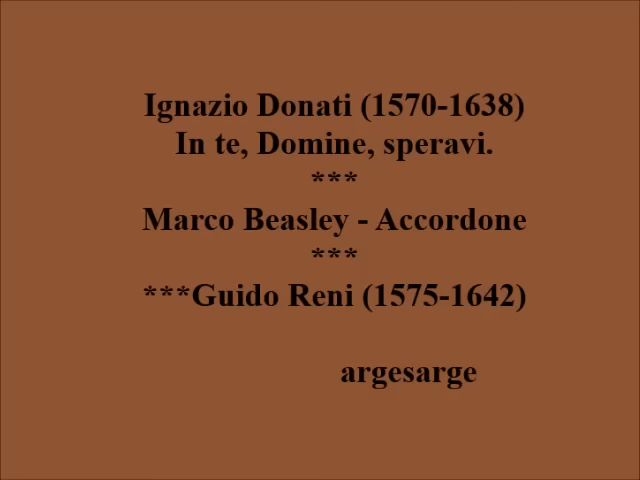 Ignazio Donati (1570-1638)
In te, Domine, speravi.
***
Marco Beasley - Accordone
***
***Guido Reni (1575-1642)
argesarge